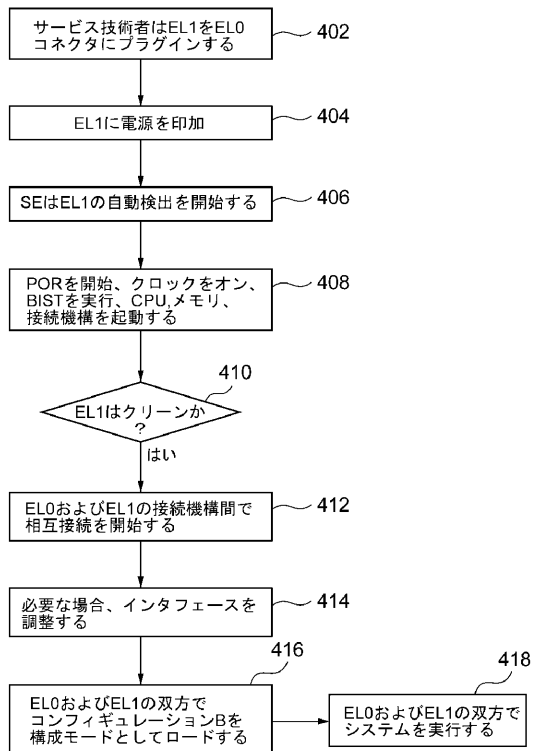 サービス技術者はEL1をEL0
コネクタにプラグインする
402
EL1に電源を印加
404
SEはEL1の自動検出を開始する
406
PORを開始、クロックをオン、
BISTを実行、CPU,メモリ、
接続機構を起動する
408
410
EL1はクリーンか
?
はい
EL0およびEL1の接続機構間で
相互接続を開始する
412
必要な場合、インタフェースを
調整する
414
416
EL0およびEL1の双方で
コンフィギュレーションBを
構成モードとしてロードする
418
EL0およびEL1の双方で
システムを実行する